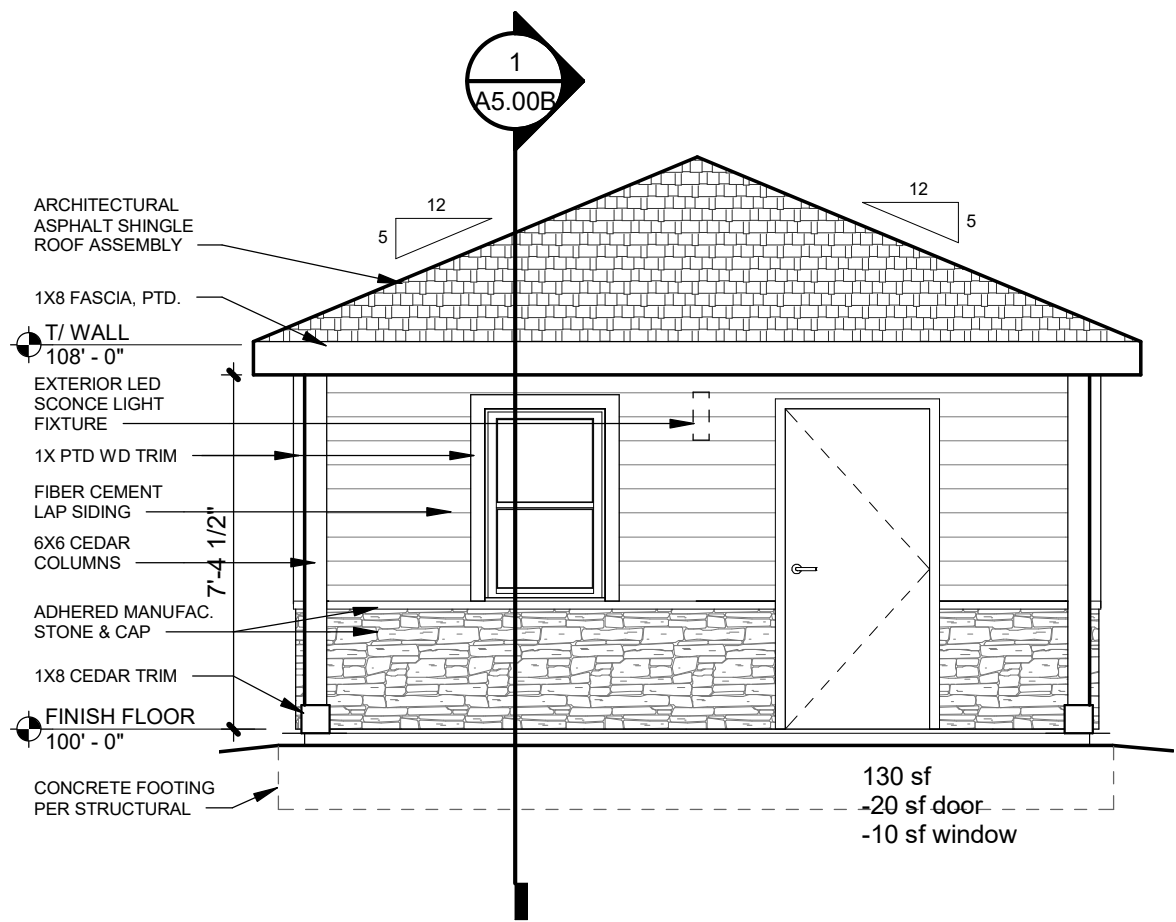 1
A5.00B
12
5
12
5
ARCHITECTURAL
ASPHALT SHINGLE
ROOF ASSEMBLY
1X8 FASCIA, PTD.
T/ WALL
108' - 0"
EXTERIOR LED
SCONCE LIGHT
FIXTURE
1X PTD WD TRIM
FIBER CEMENT
LAP SIDING
7'-4 1/2"
6X6 CEDAR
COLUMNS
ADHERED MANUFAC.
STONE & CAP
1X8 CEDAR TRIM
FINISH FLOOR
100' - 0"
CONCRETE FOOTING
PER STRUCTURAL
130 sf
-20 sf door
-10 sf window